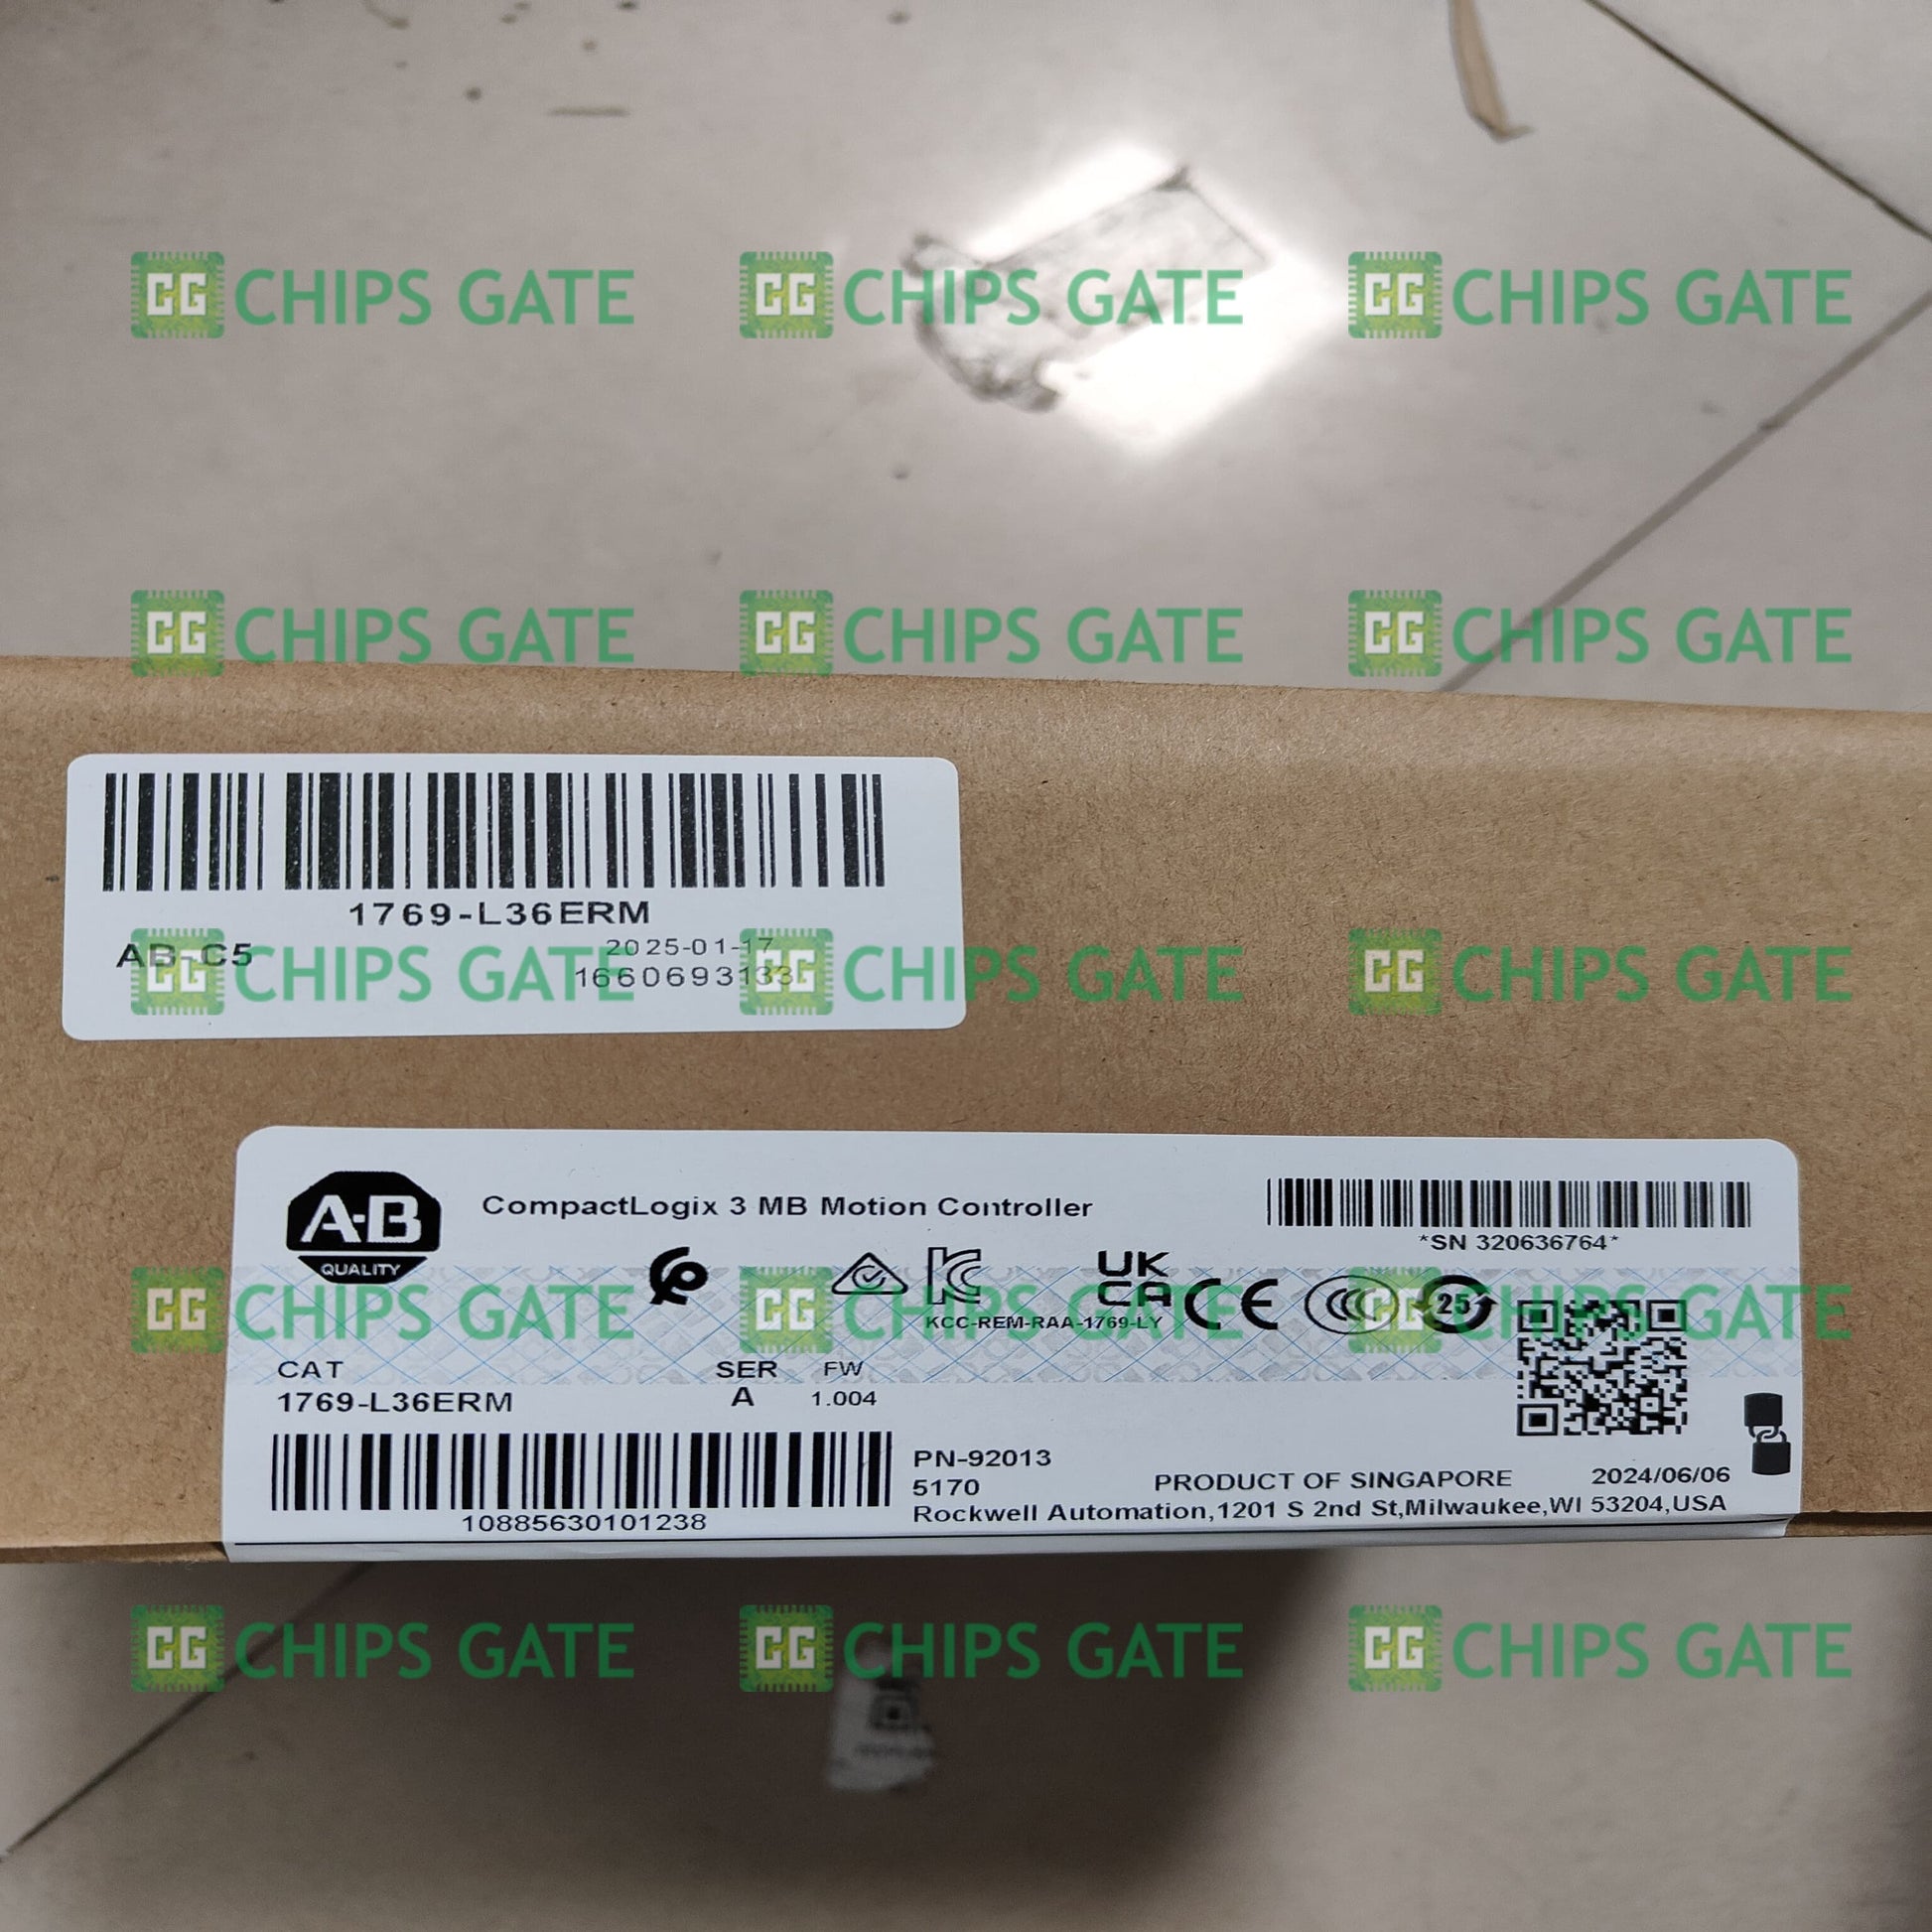 CG CHIPS GATE CG CHIPS GATE CG CHIPS GATE
CG CHIPS GATE CG CHIPS GATE CG CHIPS GATE
1769-L36ERM
AB-C5 2025-01-17
1660693133
CG CHIPS GATE CG CHIPS GATE CG CHIPS GATE
A-B
QUALITY
CompactLogix 3 MB Motion Controller
*SN 320636764*
UK
CA
CE
25
KCC-REM-RAA-1769-LY
CG CHIPS GATE CG CHIPS GATE CG CHIPS GATE
CAT SER FW
1769-L36ERM A 1.004
10885630101238
PN-92013
5170 PRODUCT OF SINGAPORE 2024/06/06
Rockwell Automation,1201 S 2nd St,Milwaukee,WI 53204,USA
CG CHIPS GATE CG CHIPS GATE CG CHIPS GATE